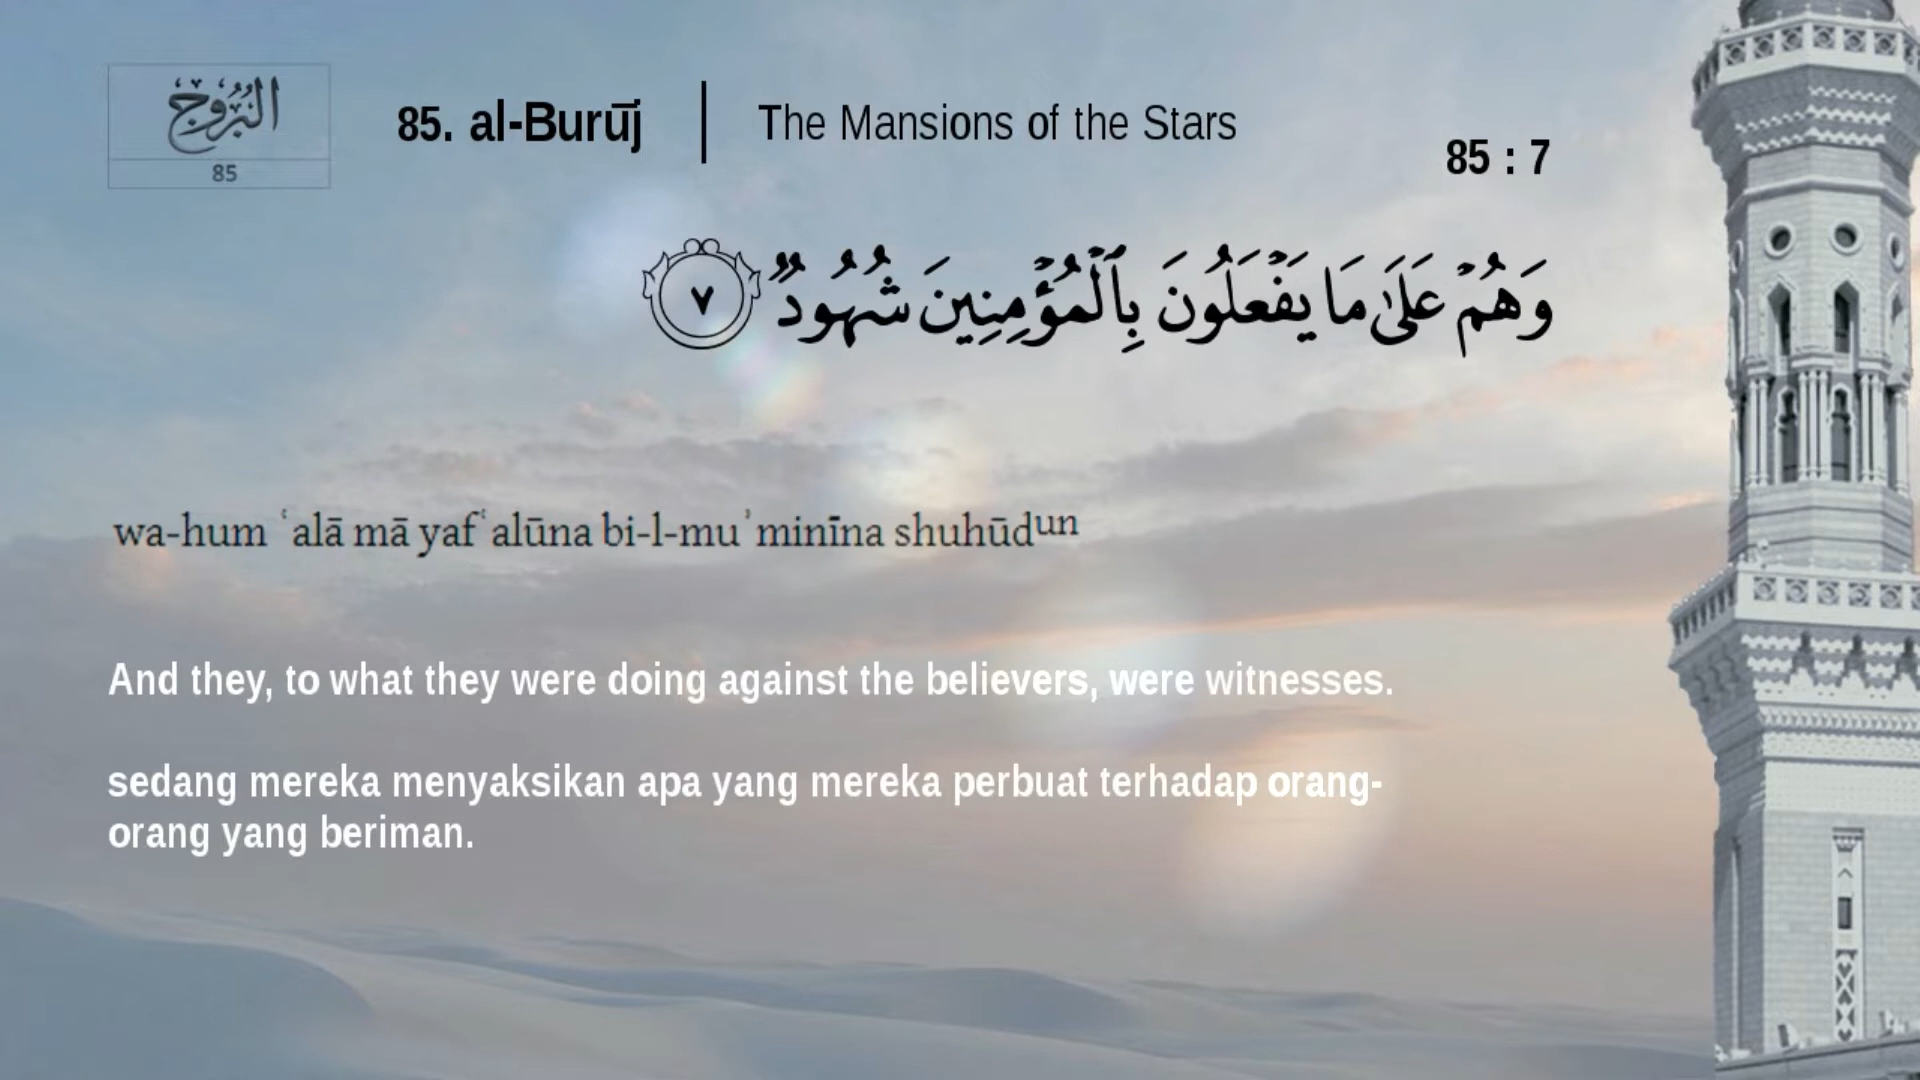 البروج
85
85. al-Burūj | The Mansions of the Stars
85 : 7
وَهُمْ عَلَىٰ مَا يَفْعَلُونَ بِٱلْمُؤْمِنِينَ شُهُودٌ ٧
wa-hum ʿalā mā yafʿalūna bi-l-muʾminīna shuhūdᵘⁿ
And they, to what they were doing against the believers, were witnesses.
sedang mereka menyaksikan apa yang mereka perbuat terhadap orang-
orang yang beriman.